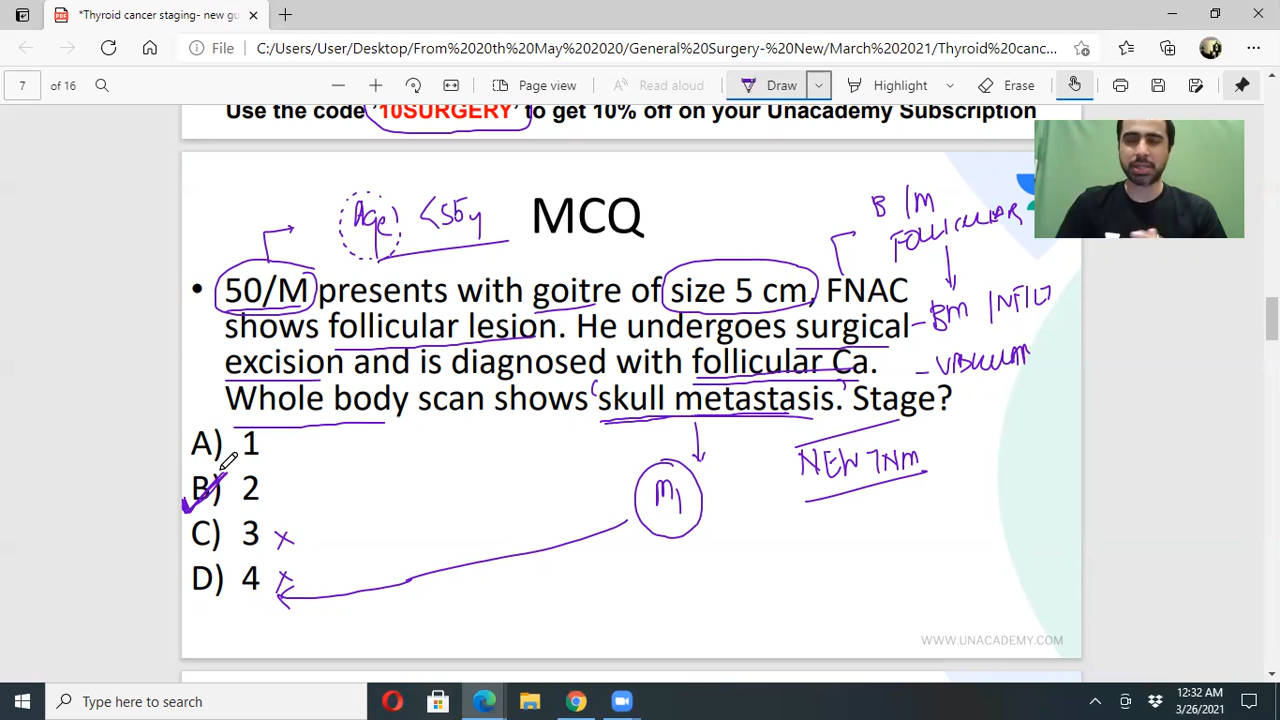 *Thyroid cancer staging- new gu
File
C:/Users/User/Desktop/From%2020th%20May%202020/General%20Surgery-%20New/March%202021/Thyroid%20canc...
7
of 16
Page view
Read aloud
Draw
Highlight
Erase
Use the code '10SURGERY' to get 10% off on your Unacademy Subscription
Age <55y
MCQ
B/M
FOLLICULAR
• 50/M presents with goitre of size 5 cm, FNAC
shows follicular lesion. He undergoes surgical
- BM INFILT
excision and is diagnosed with follicular Ca.
- VASCULAR
Whole body scan shows skull metastasis. Stage?
A) 1
NEW TNM
M1
B) 2
C) 3 x
D) 4 x
WWW.UNACADEMY.COM
Type here to search
12:32 AM
3/26/2021